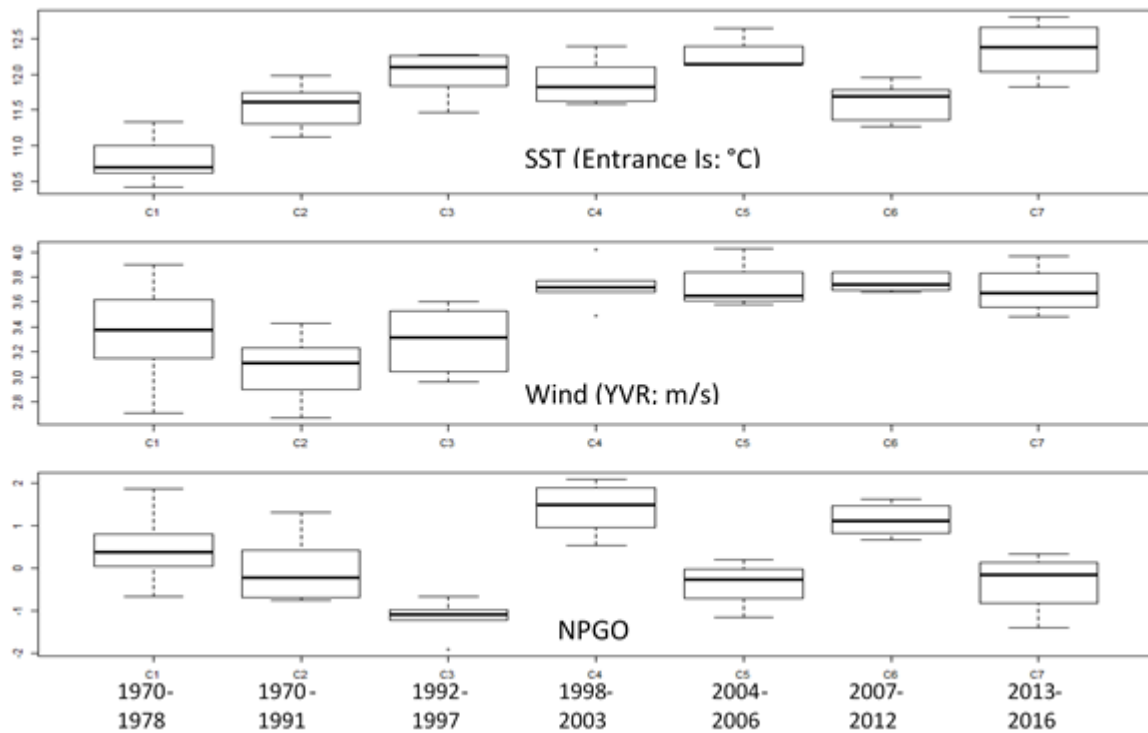 12.5
12.0
11.5
11.0
10.5
SST (Entrance Is: °C)
C1 C2 C3 C4 C5 C6 C7
4.0
3.8
3.6
3.4
3.2
3.0
2.8
Wind (YVR: m/s)
C1 C2 C3 C4 C5 C6 C7
2
1
0
-1
-2
NPGO
C1 C2 C3 C4 C5 C6 C7
1970- 1970- 1992- 1998- 2004- 2007- 2013-
1978 1991 1997 2003 2006 2012 2016